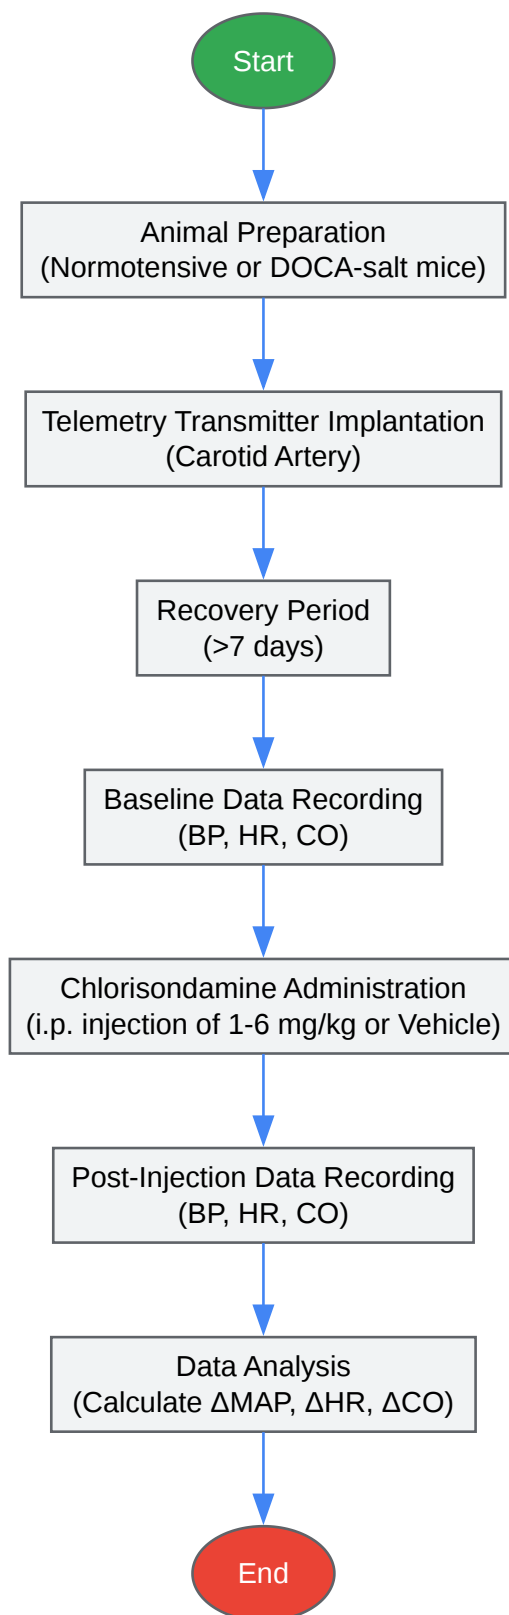 Start
Animal Preparation
(Normotensive or DOCA-salt mice)
Telemetry Transmitter Implantation
(Carotid Artery)
Recovery Period
(>7 days)
Baseline Data Recording
(BP, HR, CO)
Chlorisondamine Administration
(i.p. injection of 1-6 mg/kg or Vehicle)
Post-Injection Data Recording
(BP, HR, CO)
Data Analysis
(Calculate ΔMAP, ΔHR, ΔCO)
End